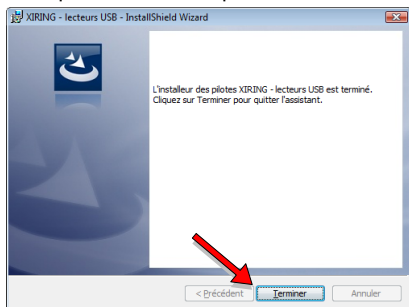 XIRING - lecteurs USB - InstallShield Wizard
L'installeur des pilotes XIRING - lecteurs USB est terminé.
Cliquez sur Terminer pour quitter l'assistant.
< Précédent Terminer Annuler